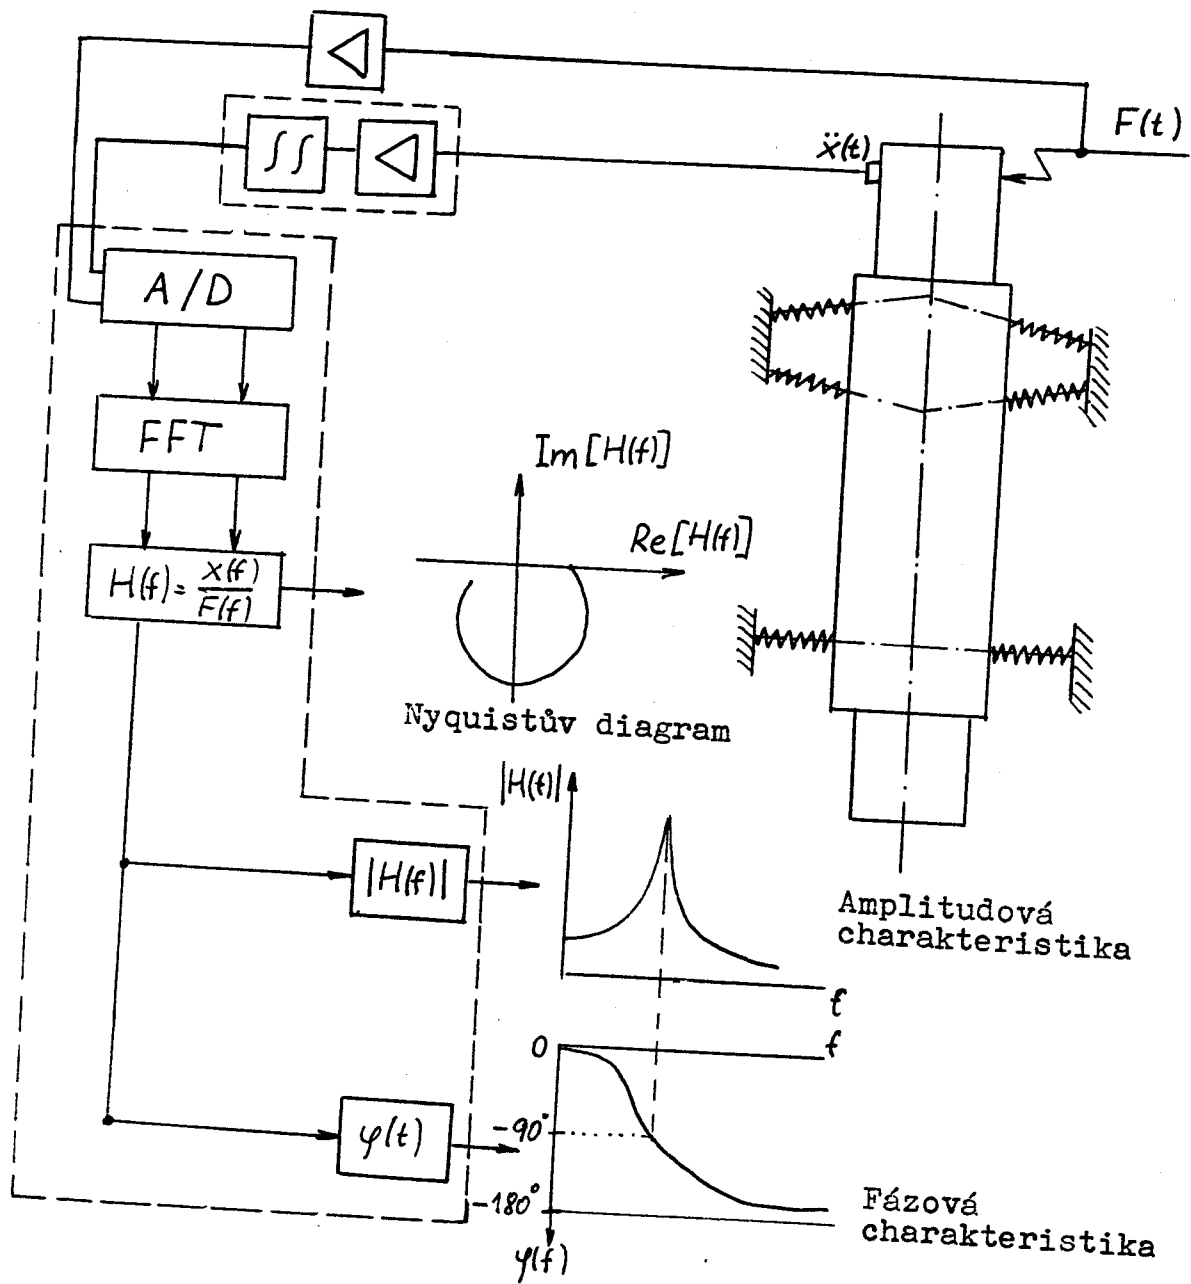 F(t)
ẍ(t)
∫∫
A/D
FFT
H(f) = X(f)/F(f)
Im[H(f)]
Re[H(f)]
Nyquistův diagram
|H(t)|
|H(f)|
Amplitudová
charakteristika
f
0
f
-90°
φ(t)
-180°
Fázová
charakteristika
φ(f)